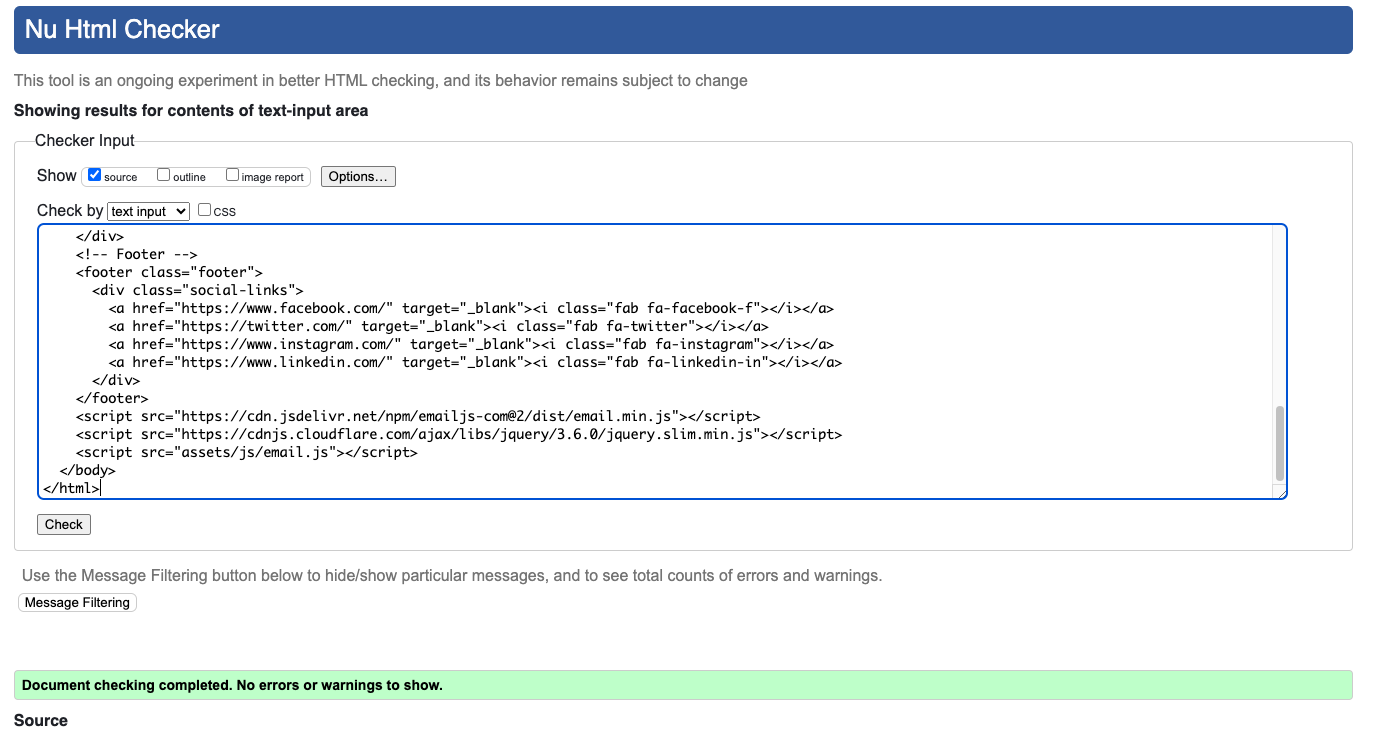 Nu Html Checker
This tool is an ongoing experiment in better HTML checking, and its behavior remains subject to change
Showing results for contents of text-input area
Checker Input
Show source outline image report Options...
Check by text input CSS
    </div>
    <!-- Footer -->
    <footer class="footer">
      <div class="social-links">
        <a href="https://www.facebook.com/" target="_blank"><i class="fab fa-facebook-f"></i></a>
        <a href="https://twitter.com/" target="_blank"><i class="fab fa-twitter"></i></a>
        <a href="https://www.instagram.com/" target="_blank"><i class="fab fa-instagram"></i></a>
        <a href="https://www.linkedin.com/" target="_blank"><i class="fab fa-linkedin-in"></i></a>
      </div>
    </footer>
    <script src="https://cdn.jsdelivr.net/npm/emailjs-com@2/dist/email.min.js"></script>
    <script src="https://cdnjs.cloudflare.com/ajax/libs/jquery/3.6.0/jquery.slim.min.js"></script>
    <script src="assets/js/email.js"></script>
  </body>
</html>
Check
Use the Message Filtering button below to hide/show particular messages, and to see total counts of errors and warnings.
Message Filtering
Document checking completed. No errors or warnings to show.
Source